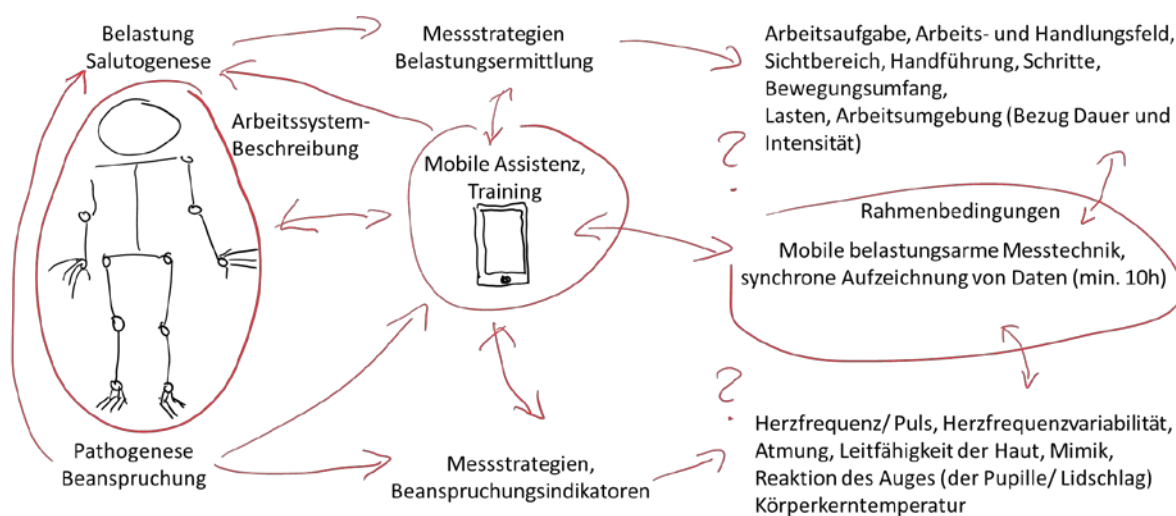 Belastung
Salutogenese
Messstrategien
Belastungsermittlung
Arbeitsaufgabe, Arbeits- und Handlungsfeld,
Sichtbereich, Handführung, Schritte,
Bewegungsumfang,
Lasten, Arbeitsumgebung (Bezug Dauer und
Intensität)
Arbeitssystem-
Beschreibung
Mobile Assistenz,
Training
?
Rahmenbedingungen
Mobile belastungsarme Messtechnik,
synchrone Aufzeichnung von Daten (min. 10h)
?
Pathogenese
Beanspruchung
Messstrategien,
Beanspruchungsindikatoren
Herzfrequenz/ Puls, Herzfrequenzvariabilität,
Atmung, Leitfähigkeit der Haut, Mimik,
Reaktion des Auges (der Pupille/ Lidschlag)
Körperkerntemperatur